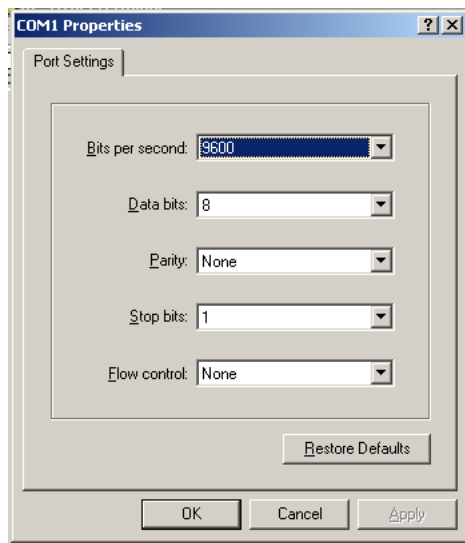 COM1 Properties
Port Settings
Bits per second: 9600
Data bits: 8
Parity: None
Stop bits: 1
Flow control: None
Restore Defaults
OK Cancel Apply